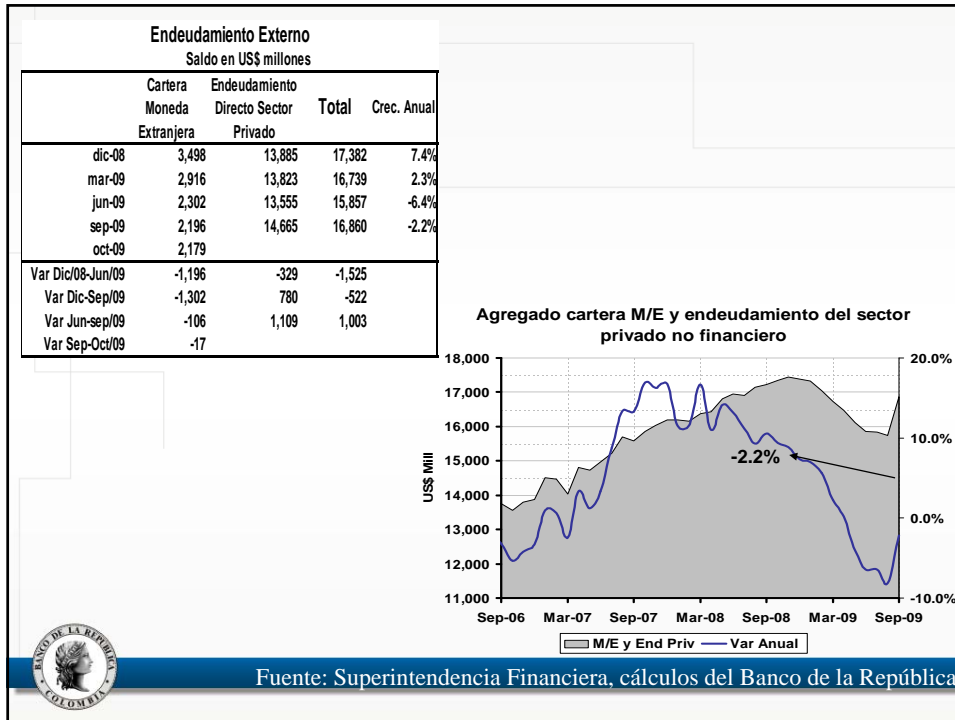 Endeudamiento Externo
Saldo en US$ millones
Cartera Moneda Extranjera Endeudamiento Directo Sector Privado Total Crec. Anual
dic-08 3,498 13,885 17,382 7.4%
mar-09 2,916 13,823 16,739 2.3%
jun-09 2,302 13,555 15,857 -6.4%
sep-09 2,196 14,665 16,860 -2.2%
oct-09 2,179
Var Dic/08-Jun/09 -1,196 -329 -1,525
Var Dic-Sep/09 -1,302 780 -522
Var Jun-sep/09 -106 1,109 1,003
Var Sep-Oct/09 -17
Agregado cartera M/E y endeudamiento del sector
privado no financiero
18,000 20.0%
17,000
16,000 10.0%
15,000 -2.2%
14,000
13,000 0.0%
12,000
11,000 -10.0%
US$ Mill
Sep-06 Mar-07 Sep-07 Mar-08 Sep-08 Mar-09 Sep-09
M/E y End Priv Var Anual
BANCO DE LA REPUBLICA
COLOMBIA
Fuente: Superintendencia Financiera, cálculos del Banco de la República